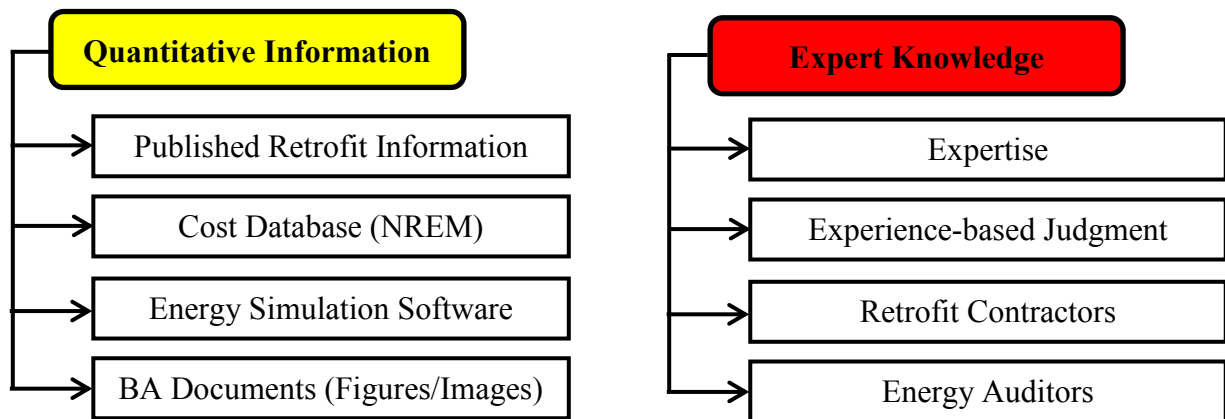 Quantitative Information
Published Retrofit Information
Cost Database (NREM)
Energy Simulation Software
BA Documents (Figures/Images)
Expert Knowledge
Expertise
Experience-based Judgment
Retrofit Contractors
Energy Auditors